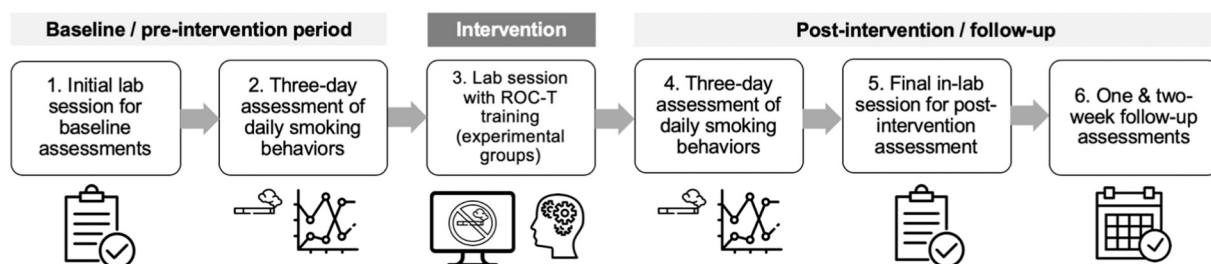 Baseline / pre-intervention period
Intervention
Post-intervention / follow-up
1. Initial lab
session for
baseline
assessments
2. Three-day
assessment of
daily smoking
behaviors
3. Lab session
with ROC-T
training
(experimental
groups)
4. Three-day
assessment of
daily smoking
behaviors
5. Final in-lab
session for post-
intervention
assessment
6. One & two-
week follow-up
assessments